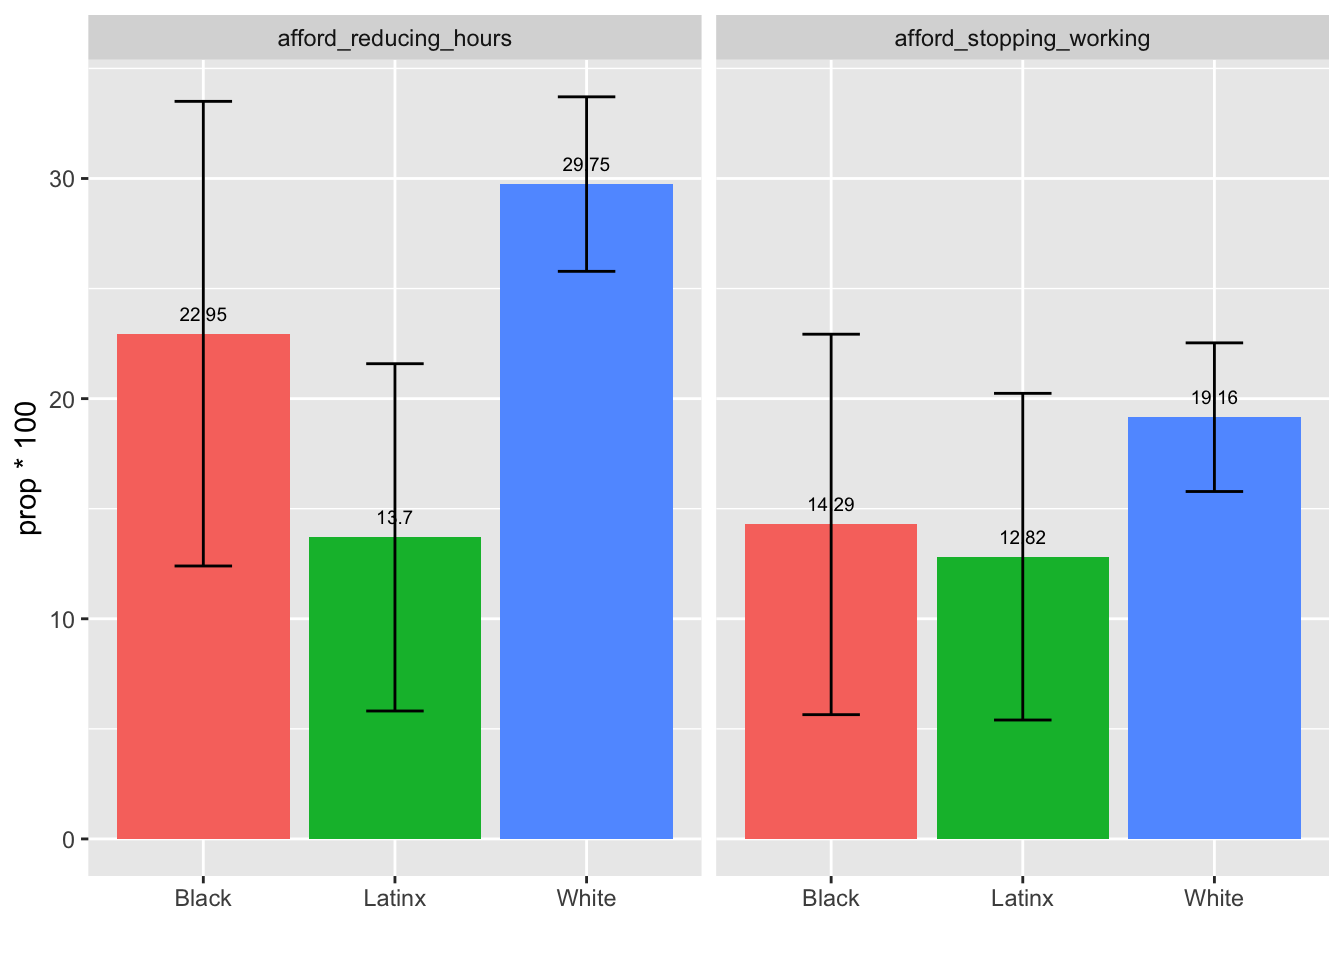 afford_reducing_hours
afford_stopping_working
prop * 100
30
20
10
0
22.95
13.7
29.75
14.29
12.82
19.16
Black
Latinx
White
Black
Latinx
White